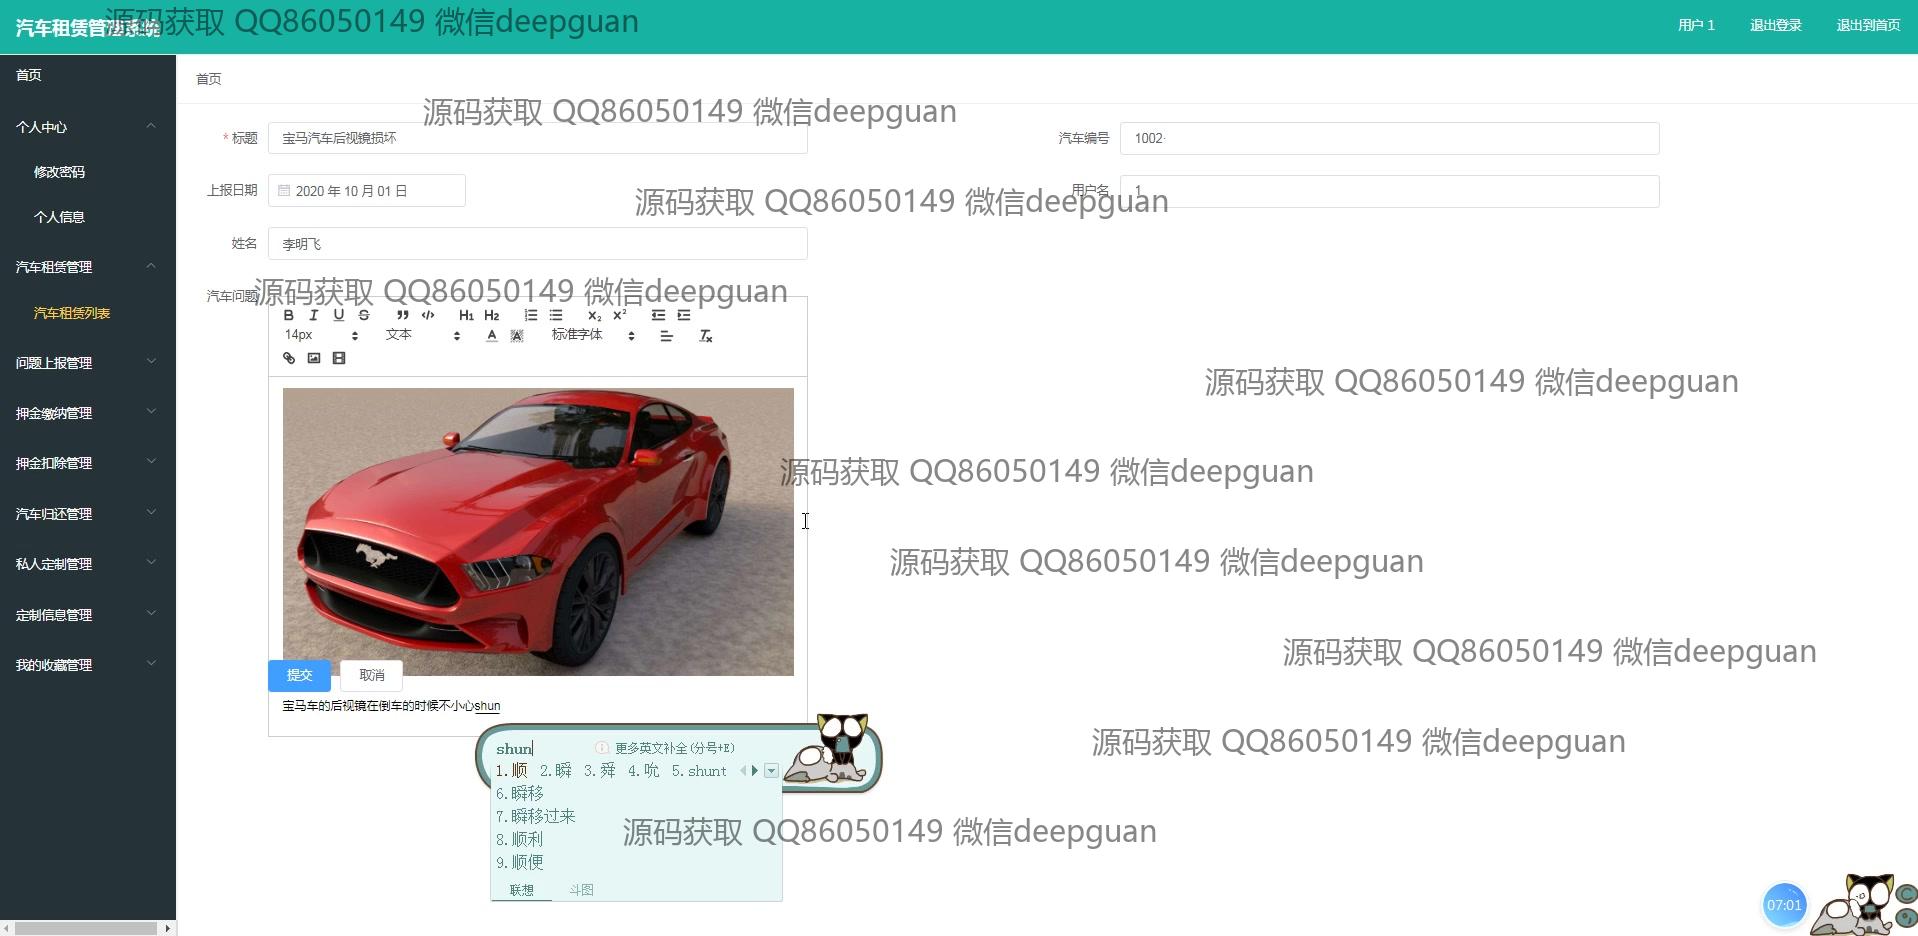 汽车租赁管理系统
源码获取 QQ86050149 微信deepguan
用户 1
退出登录
退出到首页
首页
个人中心
修改密码
个人信息
汽车租赁管理
汽车租赁列表
问题上报管理
押金缴纳管理
押金扣除管理
汽车归还管理
私人定制管理
定制信息管理
我的收藏管理
首页
源码获取 QQ86050149 微信deepguan
* 标题
宝马汽车后视镜损坏
汽车编号
1002·
上报日期
2020 年 10 月 01 日
源码获取 QQ86050149 微信deepguan
用户名
1
姓名
李明飞
汽车问题
源码获取 QQ86050149 微信deepguan
B I U S ” </> H1 H2 X₂ X²
14px 文本 A A 标准字体 Tx
源码获取 QQ86050149 微信deepguan
源码获取 QQ86050149 微信deepguan
源码获取 QQ86050149 微信deepguan
源码获取 QQ86050149 微信deepguan
提交
取消
宝马车的后视镜在倒车的时候不小心shun
源码获取 QQ86050149 微信deepguan
shun
更多英文补全(分号+E)
1.顺 2.瞬 3.舜 4.吮 5.shunt
6.瞬移
7.瞬移过来
8.顺利
9.顺便
联想 斗图
源码获取 QQ86050149 微信deepguan
07:01